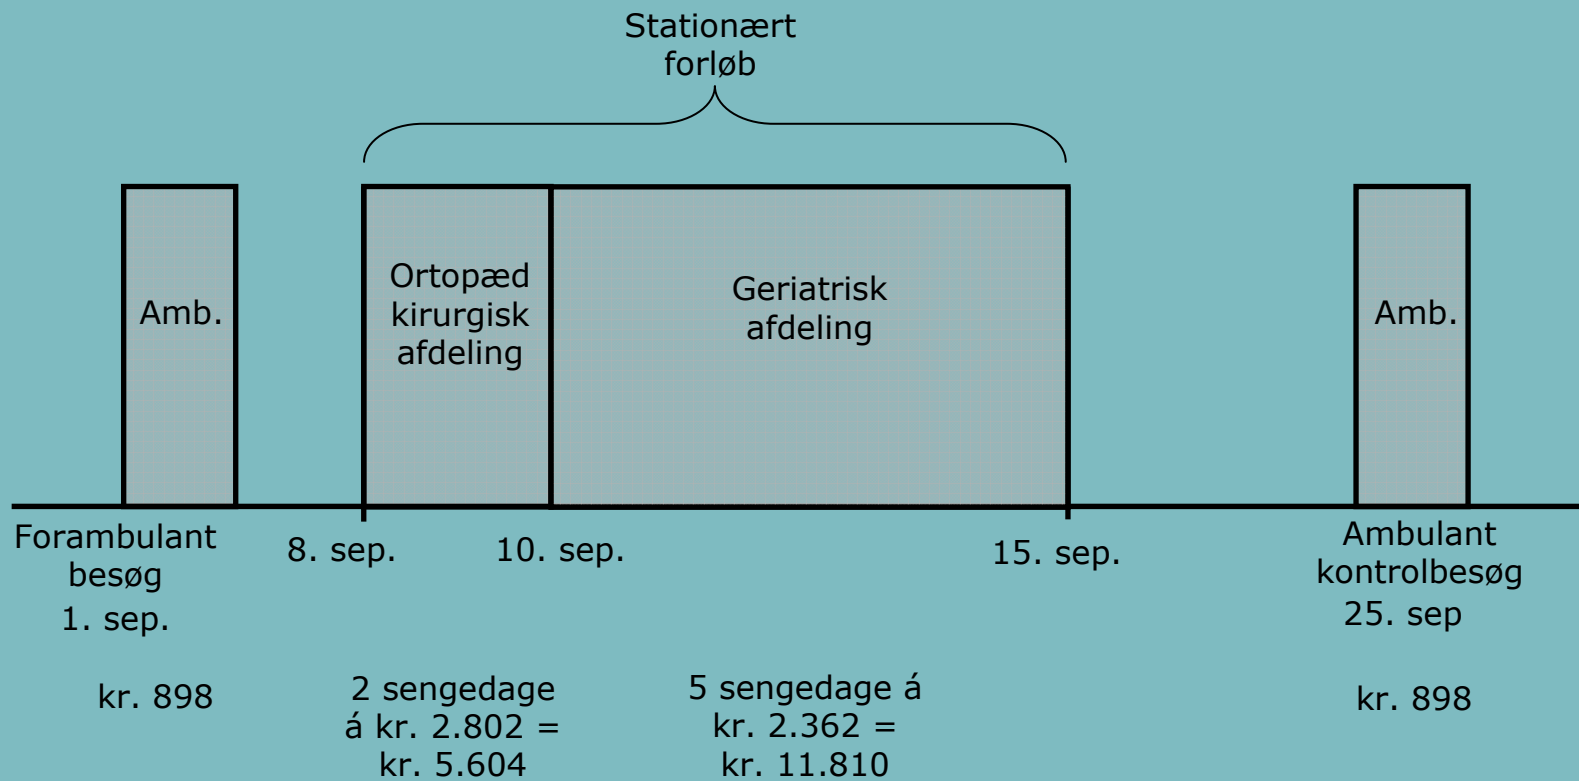 Stationært
forløb
Amb.
Ortopæd
kirurgisk
afdeling
Geriatrisk
afdeling
Amb.
Forambulant
besøg
1. sep.
8. sep.
10. sep.
15. sep.
Ambulant
kontrolbesøg
25. sep
kr. 898
2 sengedage
á kr. 2.802 =
kr. 5.604
5 sengedage á
kr. 2.362 =
kr. 11.810
kr. 898